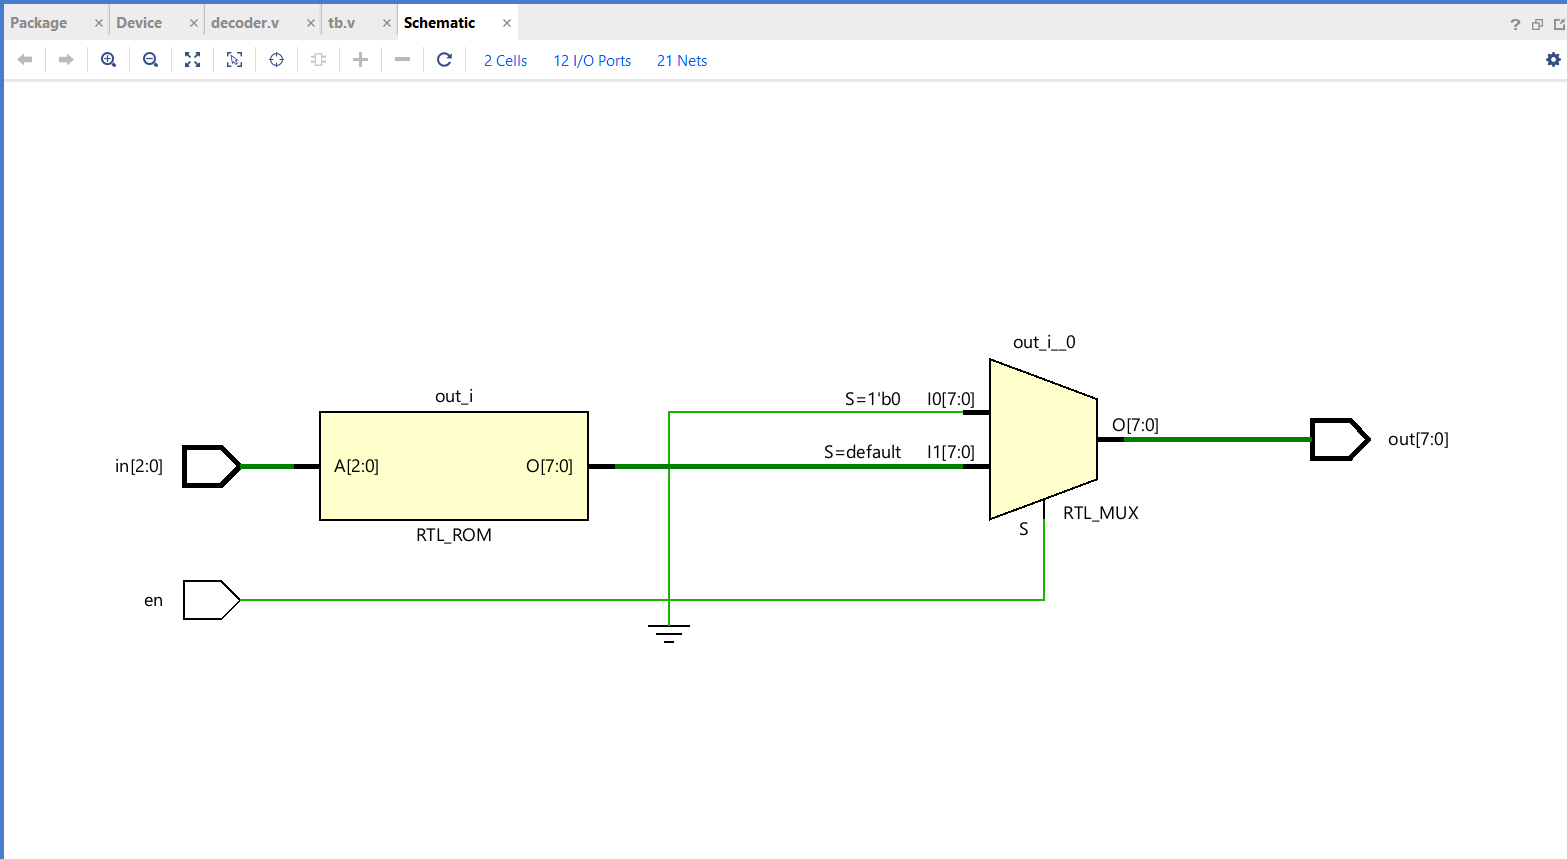 Package Device decoder.v tb.v Schematic
2 Cells 12 I/O Ports 21 Nets
out_i__0
out_i
S=1'b0 I0[7:0]
O[7:0]
out[7:0]
S=default I1[7:0]
in[2:0] A[2:0] O[7:0]
RTL_MUX
S
RTL_ROM
en